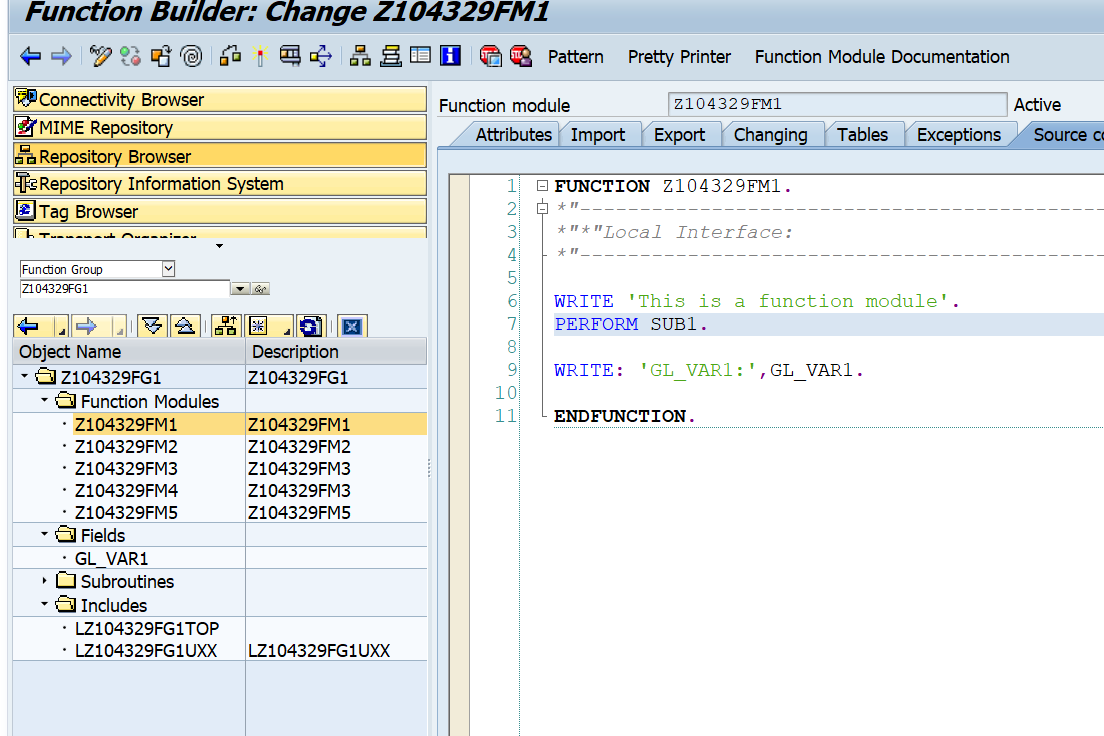 Function Builder: Change Z104329FM1
Pattern Pretty Printer Function Module Documentation
Connectivity Browser
MIME Repository
Repository Browser
Repository Information System
Tag Browser
Transport Organizer
Function Group
Z104329FG1
Object Name Description
Z104329FG1 Z104329FG1
Function Modules
Z104329FM1 Z104329FM1
Z104329FM2 Z104329FM2
Z104329FM3 Z104329FM3
Z104329FM4 Z104329FM3
Z104329FM5 Z104329FM5
Fields
GL_VAR1
Subroutines
Includes
LZ104329FG1TOP
LZ104329FG1UXX LZ104329FG1UXX
Function module Z104329FM1 Active
Attributes Import Export Changing Tables Exceptions Source co
1 FUNCTION Z104329FM1.
2 *"----------------------------------------------
3 *"*"Local Interface:
4 *"----------------------------------------------
5
6 WRITE 'This is a function module'.
7 PERFORM SUB1.
8
9 WRITE: 'GL_VAR1:',GL_VAR1.
10
11 ENDFUNCTION.